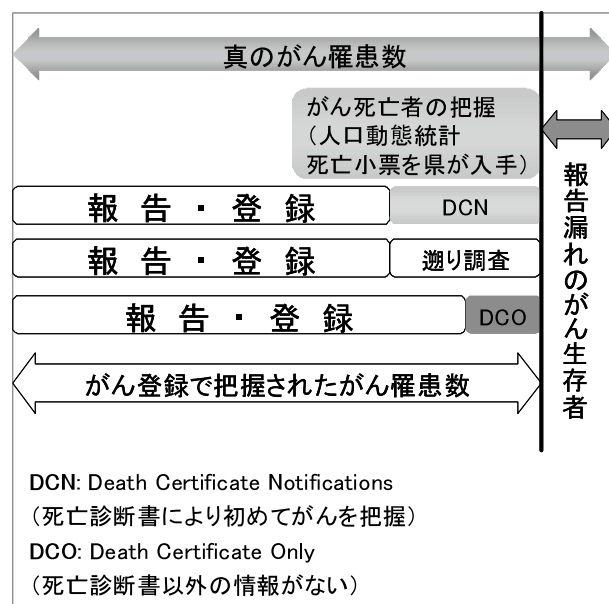 真のがん罹患数
がん死亡者の把握
（人口動態統計
死亡小票を県が入手）
報告・登録
DCN
報告・登録
遡り調査
報告・登録
DCO
がん登録で把握されたがん罹患数
報告漏れのがん生存者
DCN: Death Certificate Notifications
（死亡診断書により初めてがんを把握）
DCO: Death Certificate Only
（死亡診断書以外の情報がない）